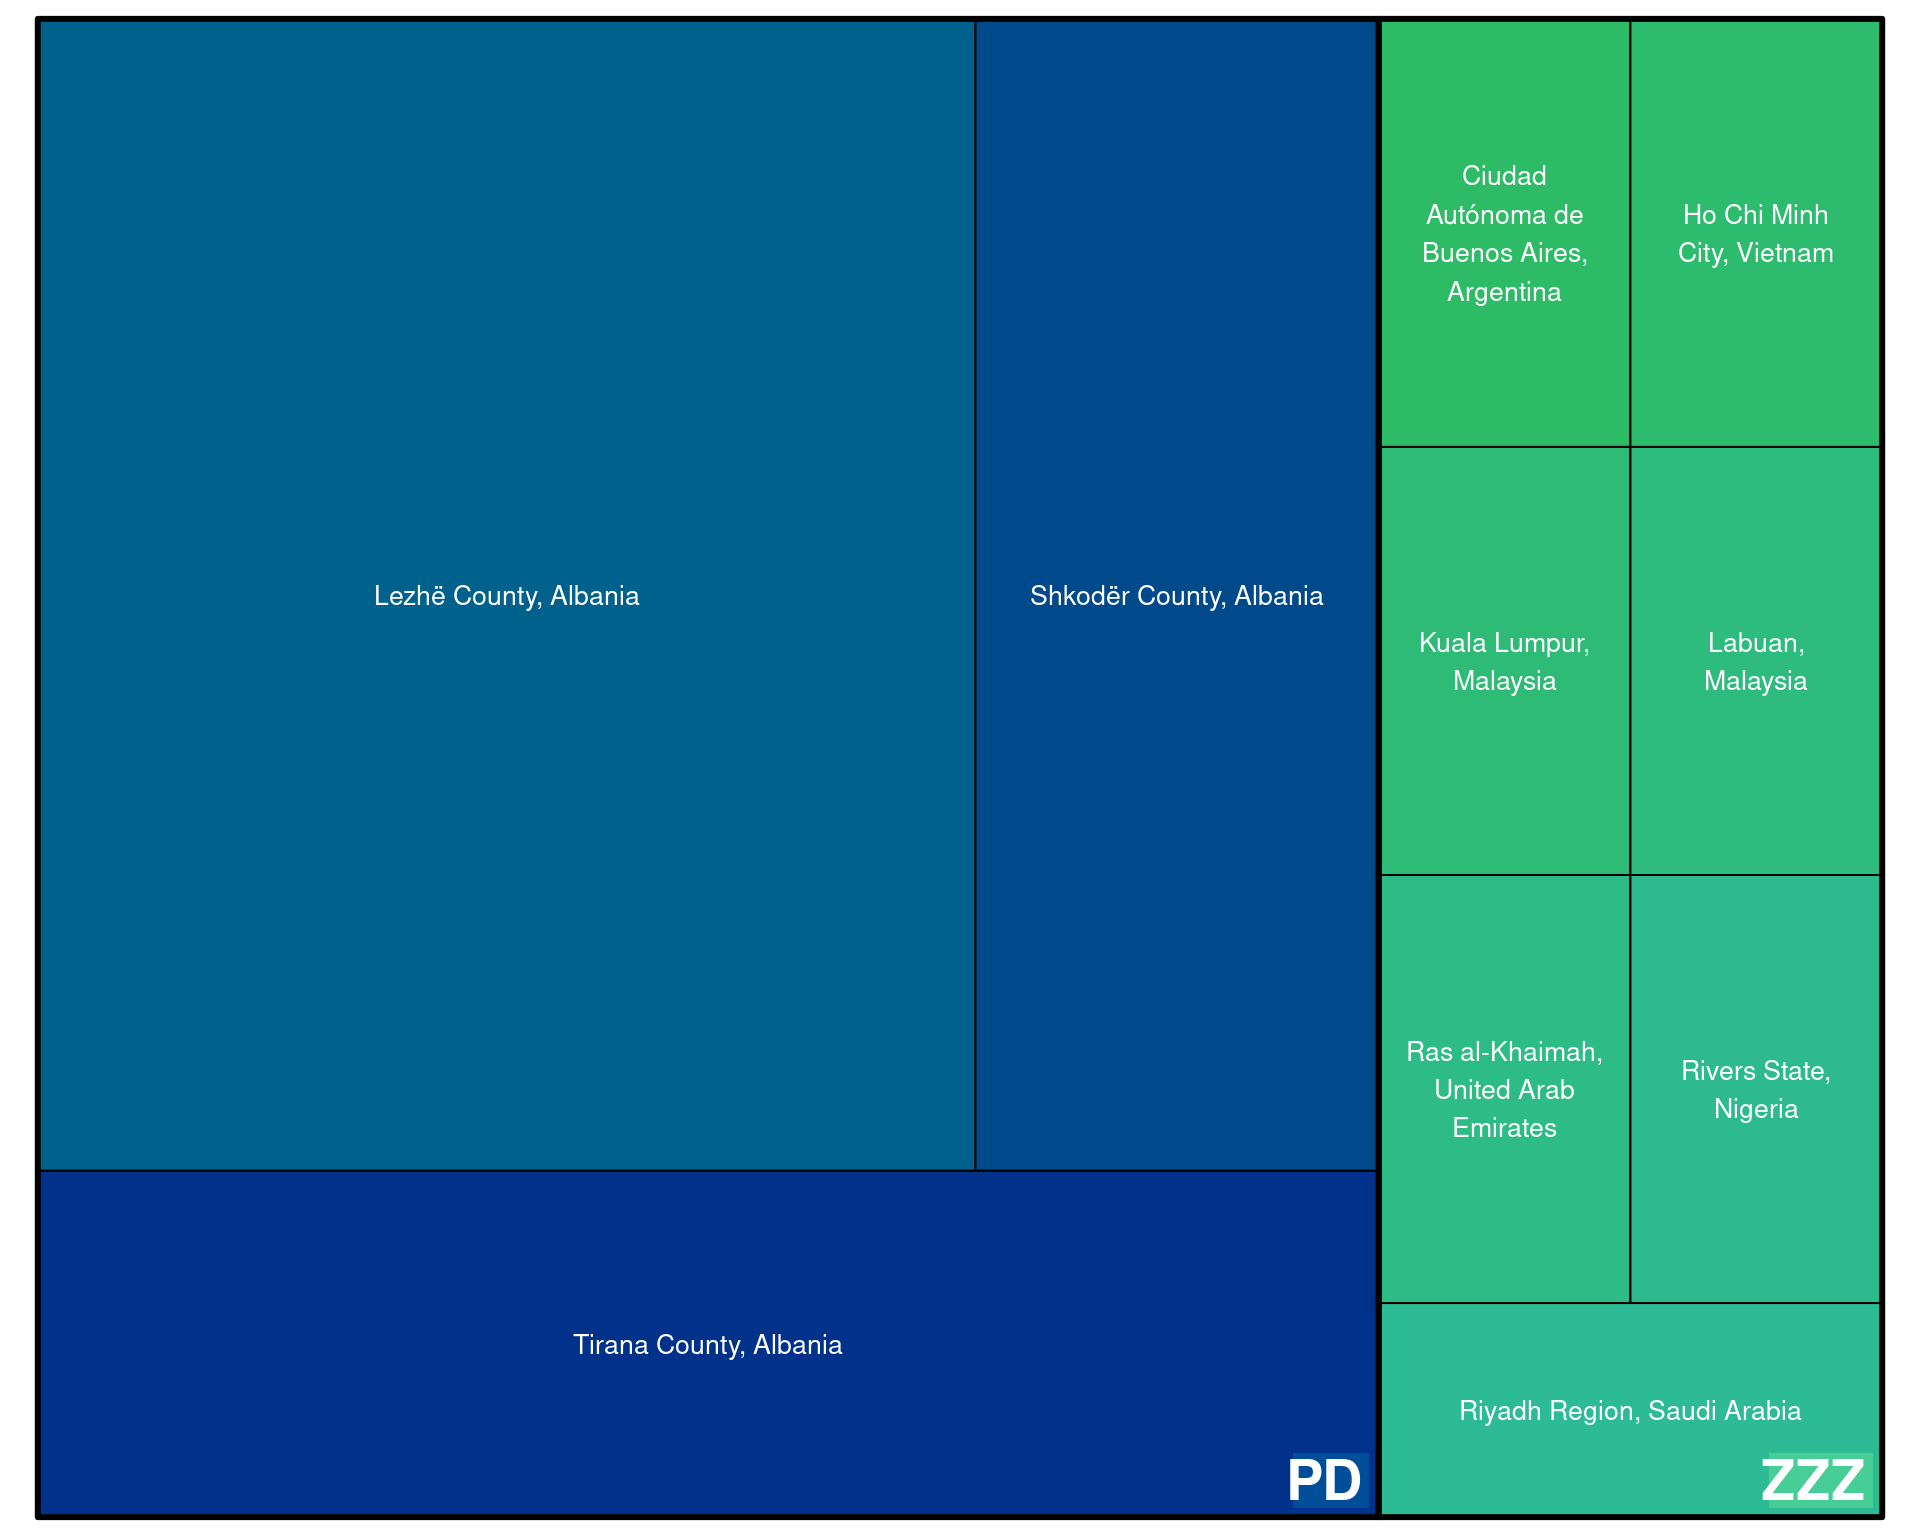 Lezhë County, Albania
Shkodër County, Albania
Tirana County, Albania
PD
Ciudad
Autónoma de
Buenos Aires,
Argentina
Ho Chi Minh
City, Vietnam
Kuala Lumpur,
Malaysia
Labuan,
Malaysia
Ras al-Khaimah,
United Arab
Emirates
Rivers State,
Nigeria
Riyadh Region, Saudi Arabia
ZZZ